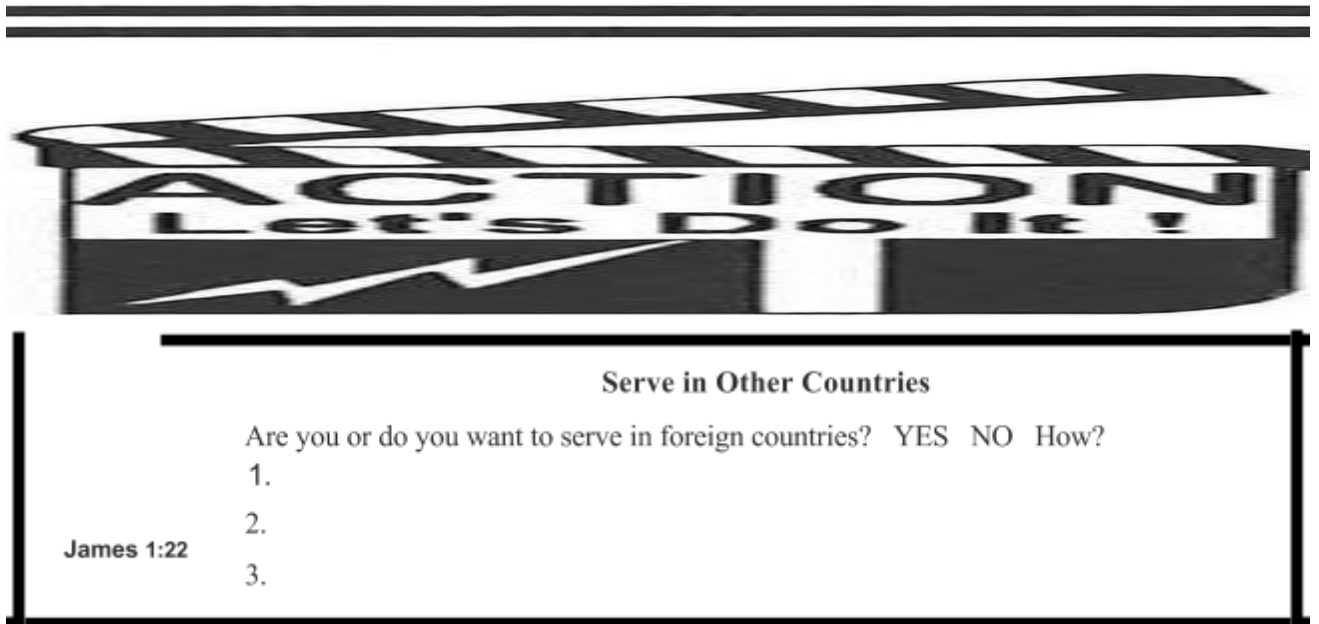 ACTION
Let's Do It !
Serve in Other Countries
Are you or do you want to serve in foreign countries? YES NO How?
1.
2.
James 1:22
3.